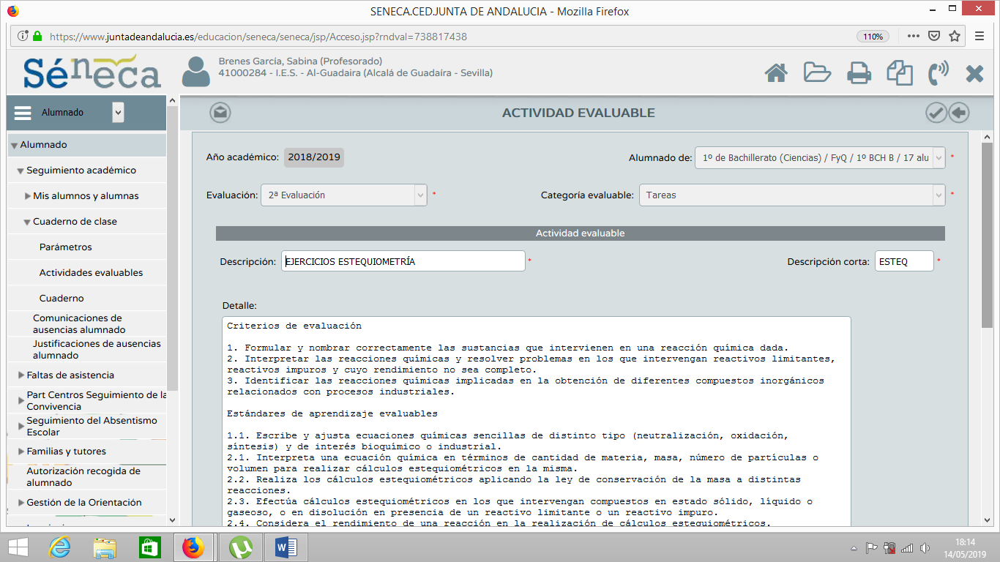 SENECA.CED.JUNTA DE ANDALUCIA - Mozilla Firefox
https://www.juntadeandalucia.es/educacion/seneca/seneca/jsp/Acceso.jsp?rndval=738817438
110%
Séneca
Brenes García, Sabina (Profesorado)
41000284 - I.E.S. - Al-Guadaira (Alcalá de Guadaíra - Sevilla)
Alumnado
ACTIVIDAD EVALUABLE
Alumnado
Seguimiento académico
Mis alumnos y alumnas
Cuaderno de clase
Parámetros
Actividades evaluables
Cuaderno
Comunicaciones de
ausencias alumnado
Justificaciones de ausencias
alumnado
Faltas de asistencia
Part Centros Seguimiento de la
Convivencia
Seguimiento del Absentismo
Escolar
Familias y tutores
Autorización recogida de
alumnado
Gestión de la Orientación
Año académico: 2018/2019
Alumnado de: 1º de Bachillerato (Ciencias) / FyQ / 1º BCH B / 17 alu *
Evaluación: 2ª Evaluación *
Categoría evaluable: Tareas *
Actividad evaluable
Descripción: EJERCICIOS ESTEQUIOMETRÍA *
Descripción corta: ESTEQ *
Detalle:
Criterios de evaluación
1. Formular y nombrar correctamente las sustancias que intervienen en una reacción química dada.
2. Interpretar las reacciones químicas y resolver problemas en los que intervengan reactivos limitantes,
reactivos impuros y cuyo rendimiento no sea completo.
3. Identificar las reacciones químicas implicadas en la obtención de diferentes compuestos inorgánicos
relacionados con procesos industriales.
Estándares de aprendizaje evaluables
1.1. Escribe y ajusta ecuaciones químicas sencillas de distinto tipo (neutralización, oxidación,
síntesis) y de interés bioquímico o industrial.
2.1. Interpreta una ecuación química en términos de cantidad de materia, masa, número de partículas o
volumen para realizar cálculos estequiométricos en la misma.
2.2. Realiza los cálculos estequiométricos aplicando la ley de conservación de la masa a distintas
reacciones.
2.3. Efectúa cálculos estequiométricos en los que intervengan compuestos en estado sólido, líquido o
gaseoso, o en disolución en presencia de un reactivo limitante o un reactivo impuro.
2.4. Considera el rendimiento de una reacción en la realización de cálculos estequiométricos.
18:14
14/05/2019